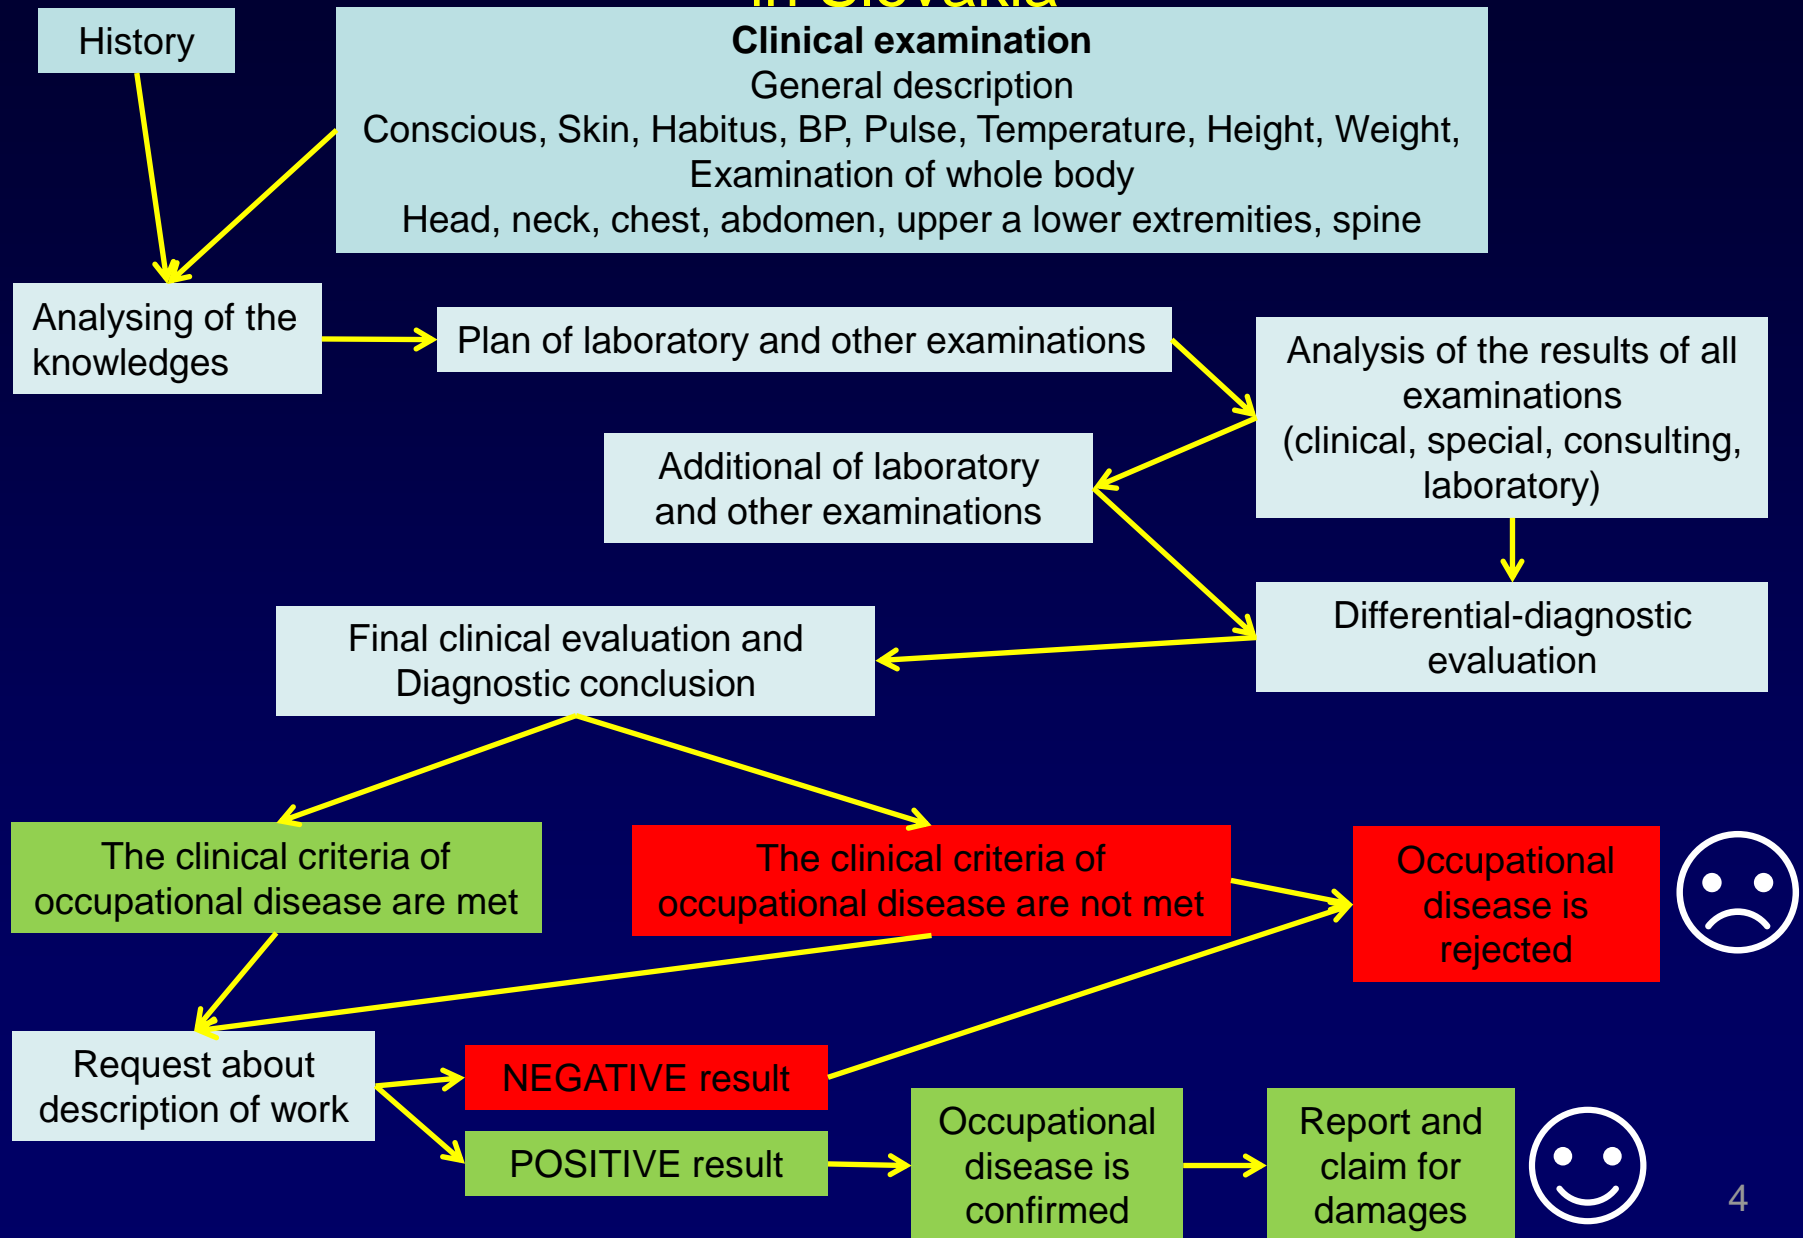 in Slovakia
History
Clinical examination
General description
Conscious, Skin, Habitus, BP, Pulse, Temperature, Height, Weight,
Examination of whole body
Head, neck, chest, abdomen, upper a lower extremities, spine
Analysing of the
knowledges
Plan of laboratory and other examinations
Analysis of the results of all
examinations
(clinical, special, consulting,
laboratory)
Additional of laboratory
and other examinations
Differential-diagnostic
evaluation
Final clinical evaluation and
Diagnostic conclusion
The clinical criteria of
occupational disease are met
The clinical criteria of
occupational disease are not met
Occupational
disease is
rejected
Request about
description of work
NEGATIVE result
POSITIVE result
Occupational
disease is
confirmed
Report and
claim for
damages
4